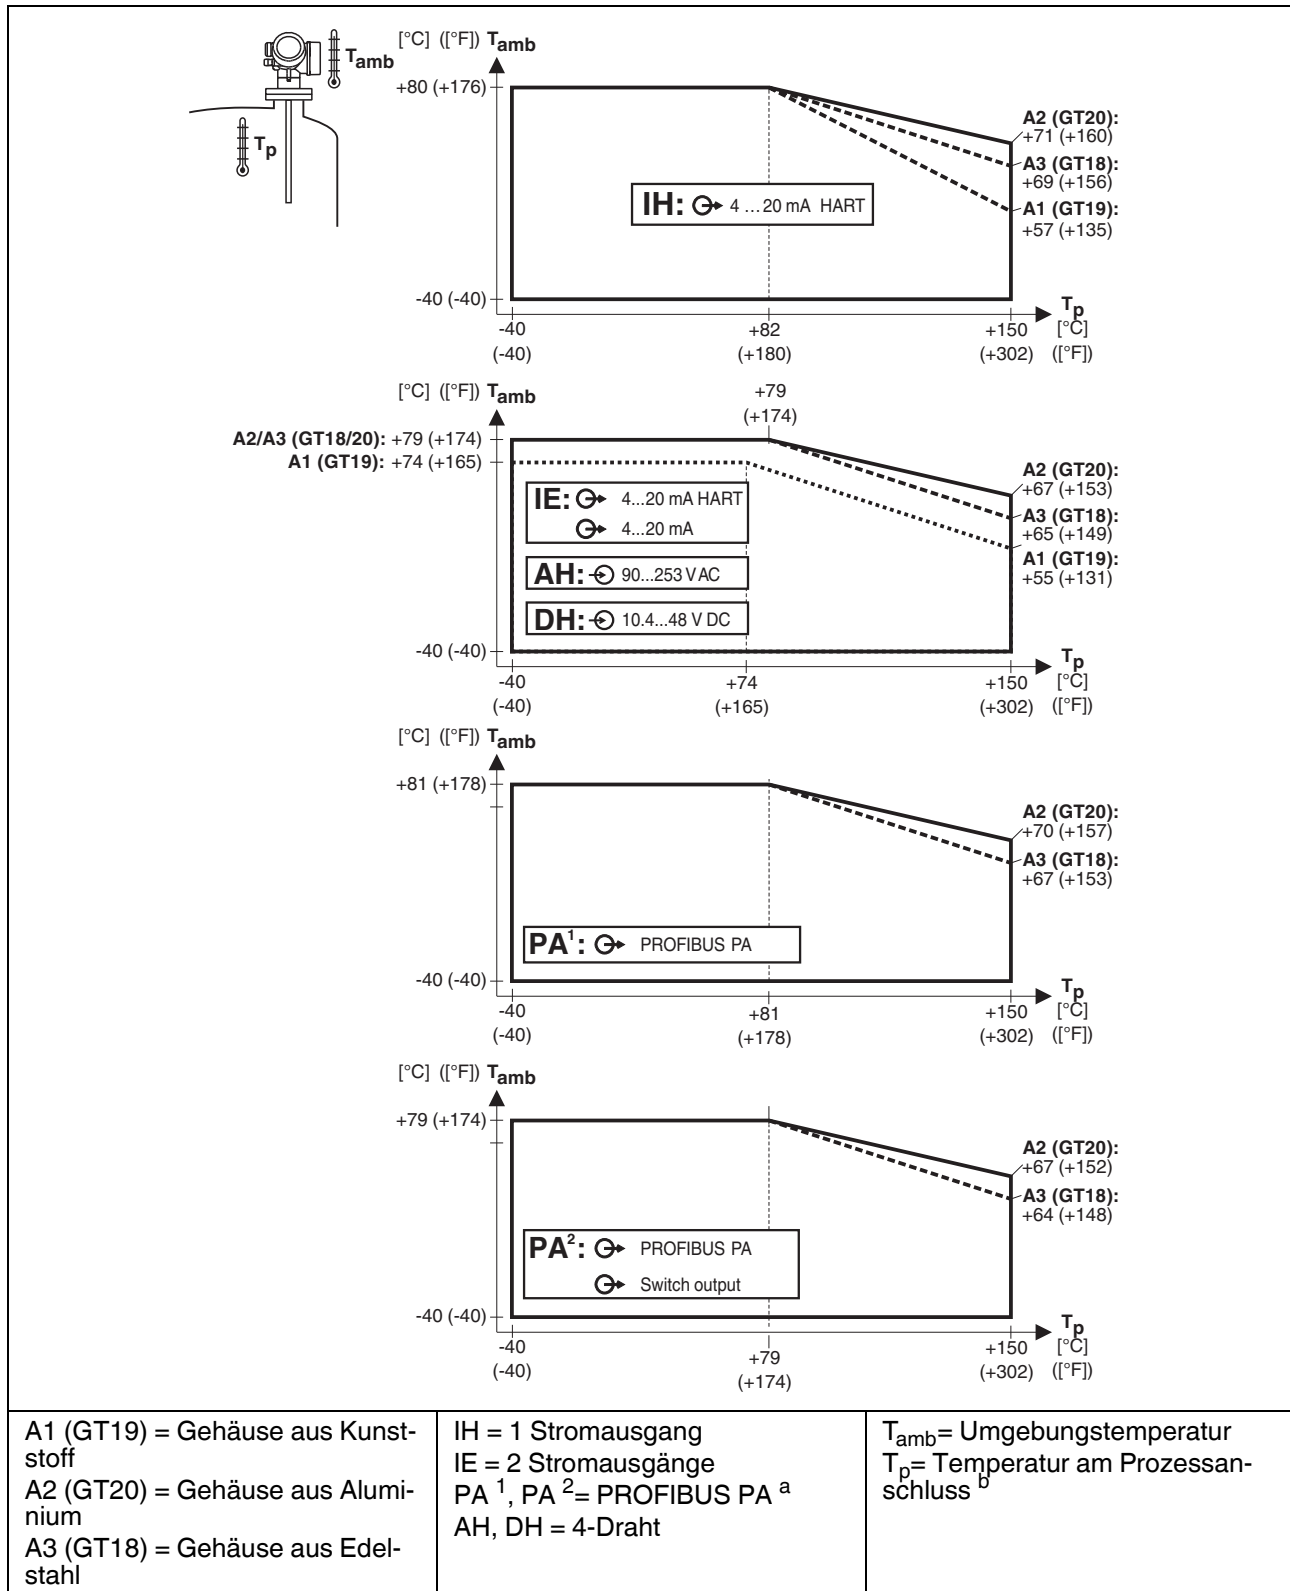 [°C] ([°F]) Tamb
Tamb
Tp
+80 (+176)
A2 (GT20):
+71 (+160)
A3 (GT18):
+69 (+156)
A1 (GT19):
+57 (+135)
IH: 4 ... 20 mA HART
-40 (-40)
Tp
-40 +82 +150 [°C]
(-40) (+180) (+302) ([°F])
[°C] ([°F]) Tamb
+79
(+174)
A2/A3 (GT18/20): +79 (+174)
A1 (GT19): +74 (+165)
A2 (GT20):
+67 (+153)
A3 (GT18):
+65 (+149)
A1 (GT19):
+55 (+131)
IE: 4...20 mA HART
4...20 mA
AH: 90...253 V AC
DH: 10.4...48 V DC
-40 (-40)
Tp
-40 +74 +150 [°C]
(-40) (+165) (+302) ([°F])
[°C] ([°F]) Tamb
+81 (+178)
A2 (GT20):
+70 (+157)
A3 (GT18):
+67 (+153)
PA1: PROFIBUS PA
-40 (-40)
Tp
-40 +81 +150 [°C]
(-40) (+178) (+302) ([°F])
[°C] ([°F]) Tamb
+79 (+174)
A2 (GT20):
+67 (+152)
A3 (GT18):
+64 (+148)
PA2: PROFIBUS PA
Switch output
-40 (-40)
Tp
-40 +79 +150 [°C]
(-40) (+174) (+302) ([°F])
A1 (GT19) = Gehäuse aus Kunst-
stoff
A2 (GT20) = Gehäuse aus Alumi-
nium
A3 (GT18) = Gehäuse aus Edel-
stahl
IH = 1 Stromausgang
IE = 2 Stromausgänge
PA 1, PA 2= PROFIBUS PA a
AH, DH = 4-Draht
Tamb= Umgebungstemperatur
Tp= Temperatur am Prozessan-
schluss b